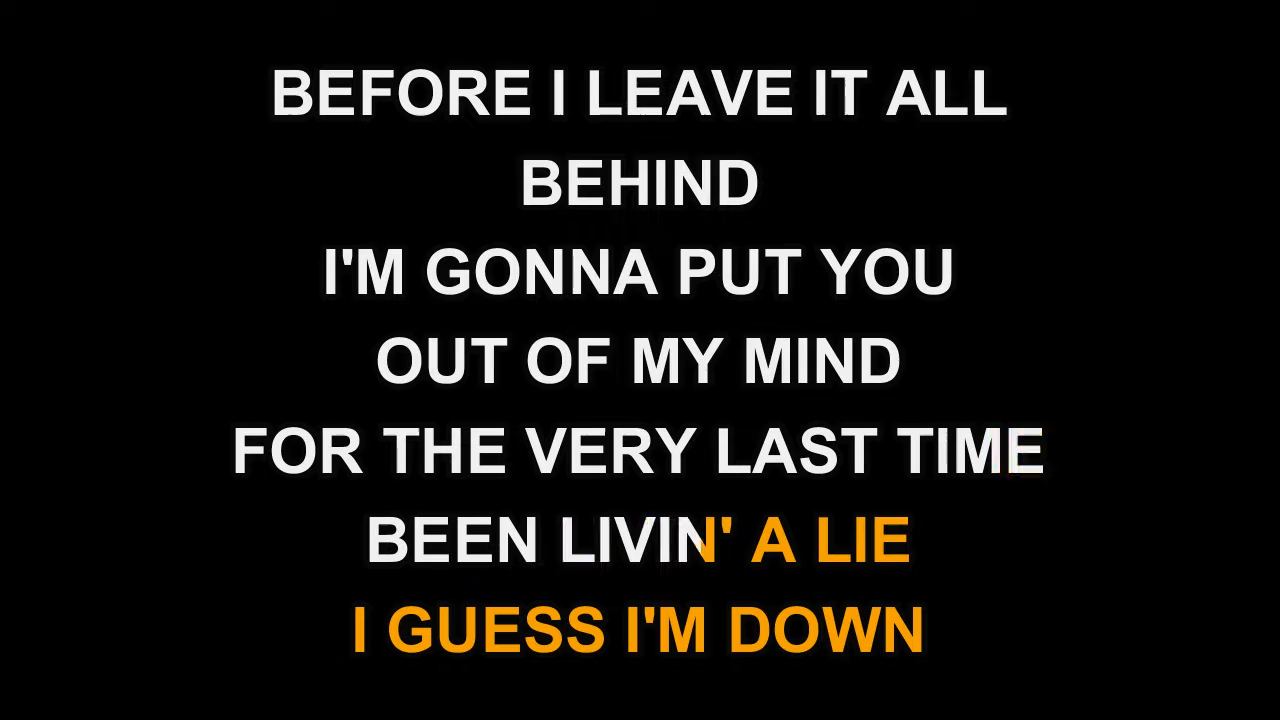 BEFORE I LEAVE IT ALL
BEHIND
I'M GONNA PUT YOU
OUT OF MY MIND
FOR THE VERY LAST TIME
BEEN LIVIN' A LIE
I GUESS I'M DOWN